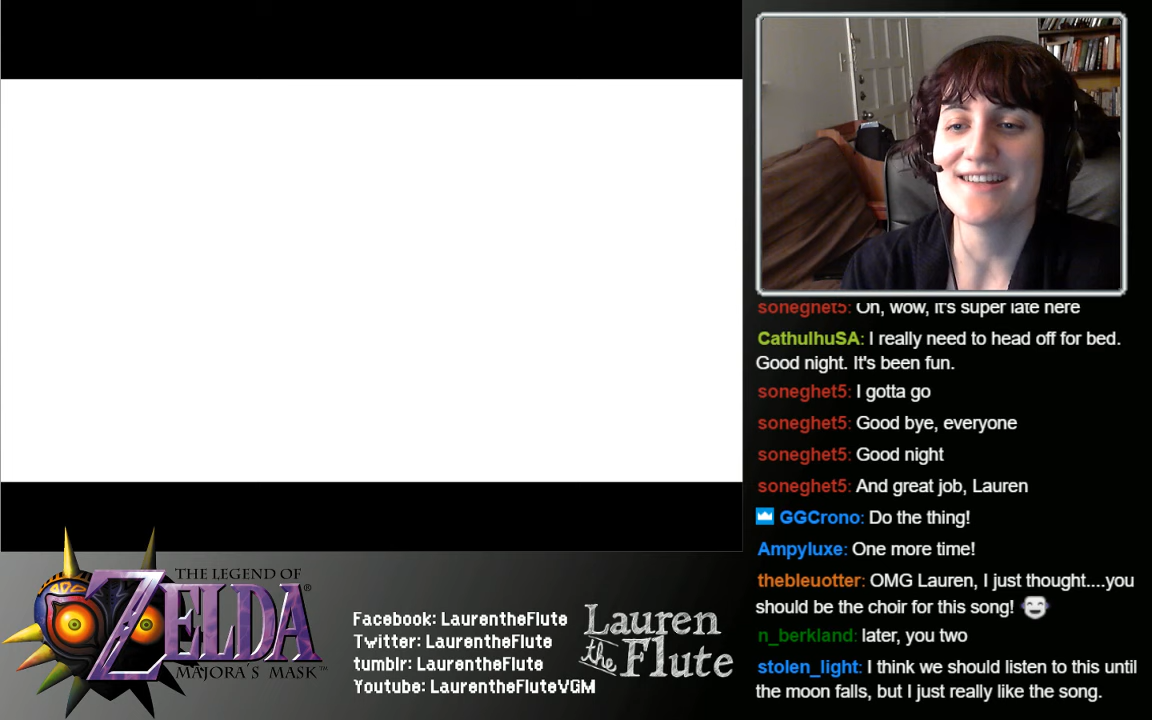 soneghet5: Oh, wow, it's super late here
CathulhuSA: I really need to head off for bed.
Good night. It's been fun.
soneghet5: I gotta go
soneghet5: Good bye, everyone
soneghet5: Good night
soneghet5: And great job, Lauren
GGCrono: Do the thing!
Ampyluxe: One more time!
thebleuotter: OMG Lauren, I just thought....you
should be the choir for this song!
n_berkland: later, you two
stolen_light: I think we should listen to this until
the moon falls, but I just really like the song.
THE LEGEND OF
ZELDA®
MAJORA'S MASK™
Facebook: LaurentheFlute
Twitter: LaurentheFlute
tumblr: LaurentheFlute
Youtube: LaurentheFluteVGM
Lauren
the Flute